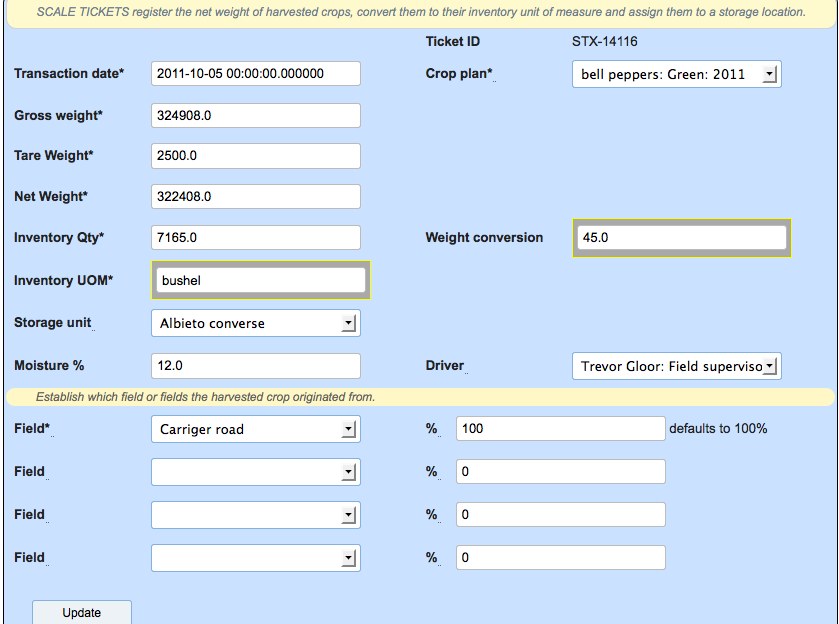 SCALE TICKETS register the net weight of harvested crops, convert them to their inventory unit of measure and assign them to a storage location.
Ticket ID STX-14116
Transaction date* 2011-10-05 00:00:00.000000 Crop plan* bell peppers: Green: 2011
Gross weight* 324908.0
Tare Weight* 2500.0
Net Weight* 322408.0
Inventory Qty* 7165.0 Weight conversion 45.0
Inventory UOM* bushel
Storage unit Albieto converse
Moisture % 12.0 Driver Trevor Gloor: Field superviso
Establish which field or fields the harvested crop originated from.
Field* Carriger road % 100 defaults to 100%
Field % 0
Field % 0
Field % 0
Update